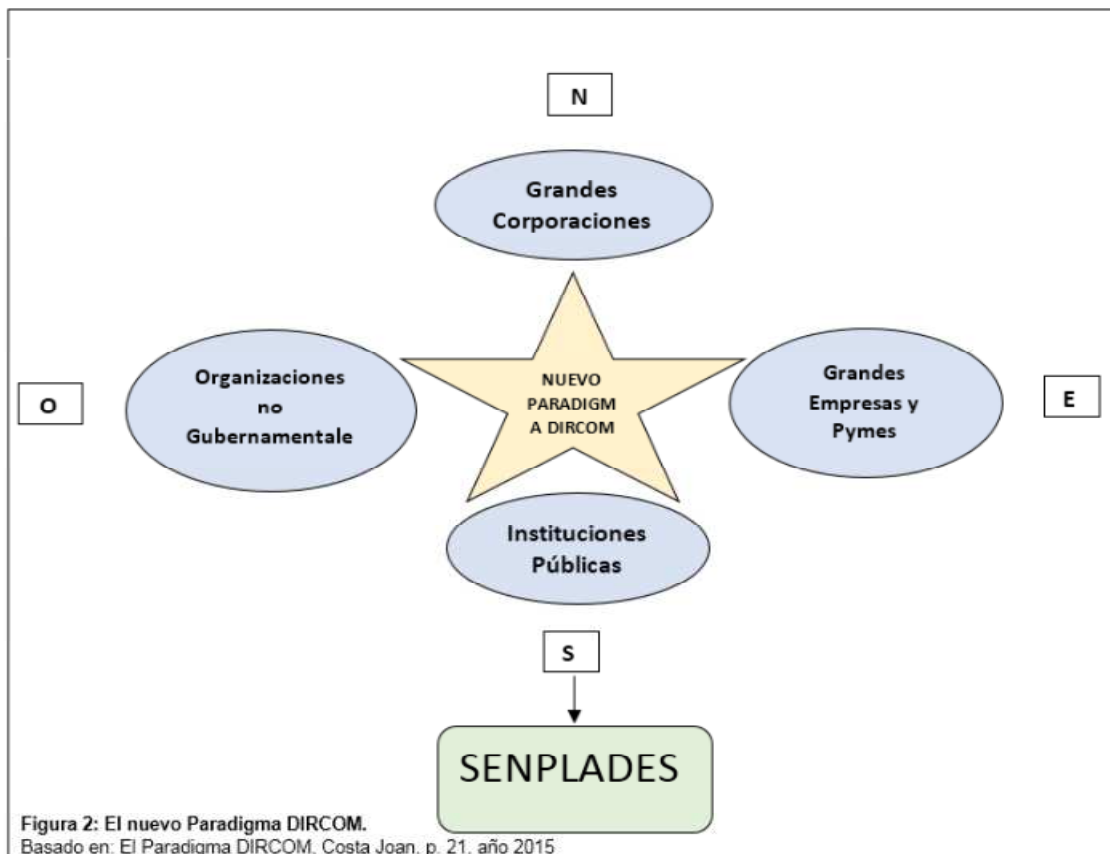 N
Grandes
Corporaciones
O
Organizaciones
no
Gubernamentale
NUEVO
PARADIGM
A DIRCOM
Grandes
Empresas y
Pymes
E
Instituciones
Públicas
S
SENPLADES
Figura 2: El nuevo Paradigma DIRCOM.
Basado en: El Paradigma DIRCOM, Costa Joan, p. 21, año 2015